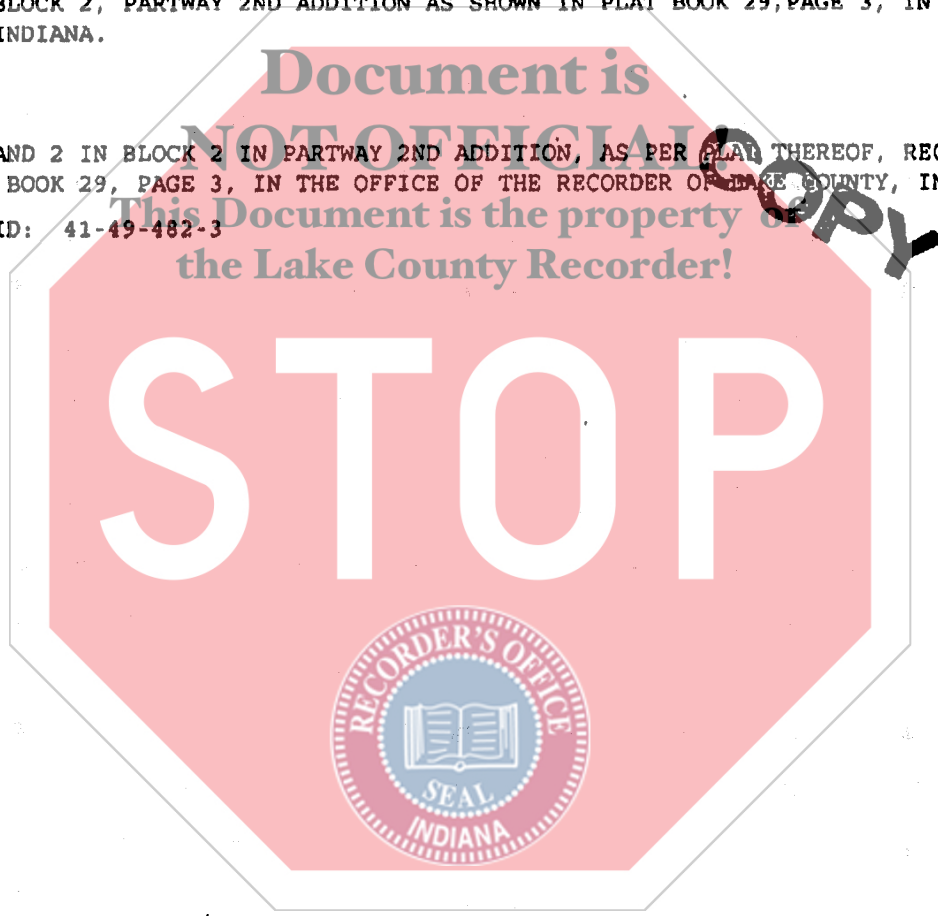 BLOCK 2, PARTWAY 2ND ADDITION AS SHOWN IN PLAT BOOK 29, PAGE 3, IN
INDIANA.
Document is
NOT OFFICIAL!
AND 2 IN BLOCK 2 IN PARTWAY 2ND ADDITION, AS PER PLAT THEREOF, REC
BOOK 29, PAGE 3, IN THE OFFICE OF THE RECORDER OF LAKE COUNTY, IN
COPY
This Document is the property of
ID: 41-49-482-3
the Lake County Recorder!
STOP
RECORDER'S OFFICE
SEAL
INDIANA